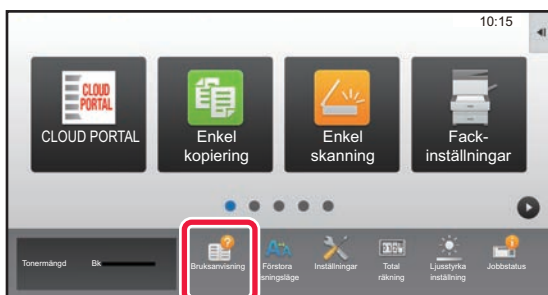 10:15
CLOUD
PORTAL
CLOUD PORTAL
Enkel
kopiering
Enkel
skanning
Fack-
inställningar
Tonermängd
Bk
Bruksanvisning
Förstora
sningsläge
Inställningar
Total
räkning
Ljusstyrka
inställning
Jobbstatus